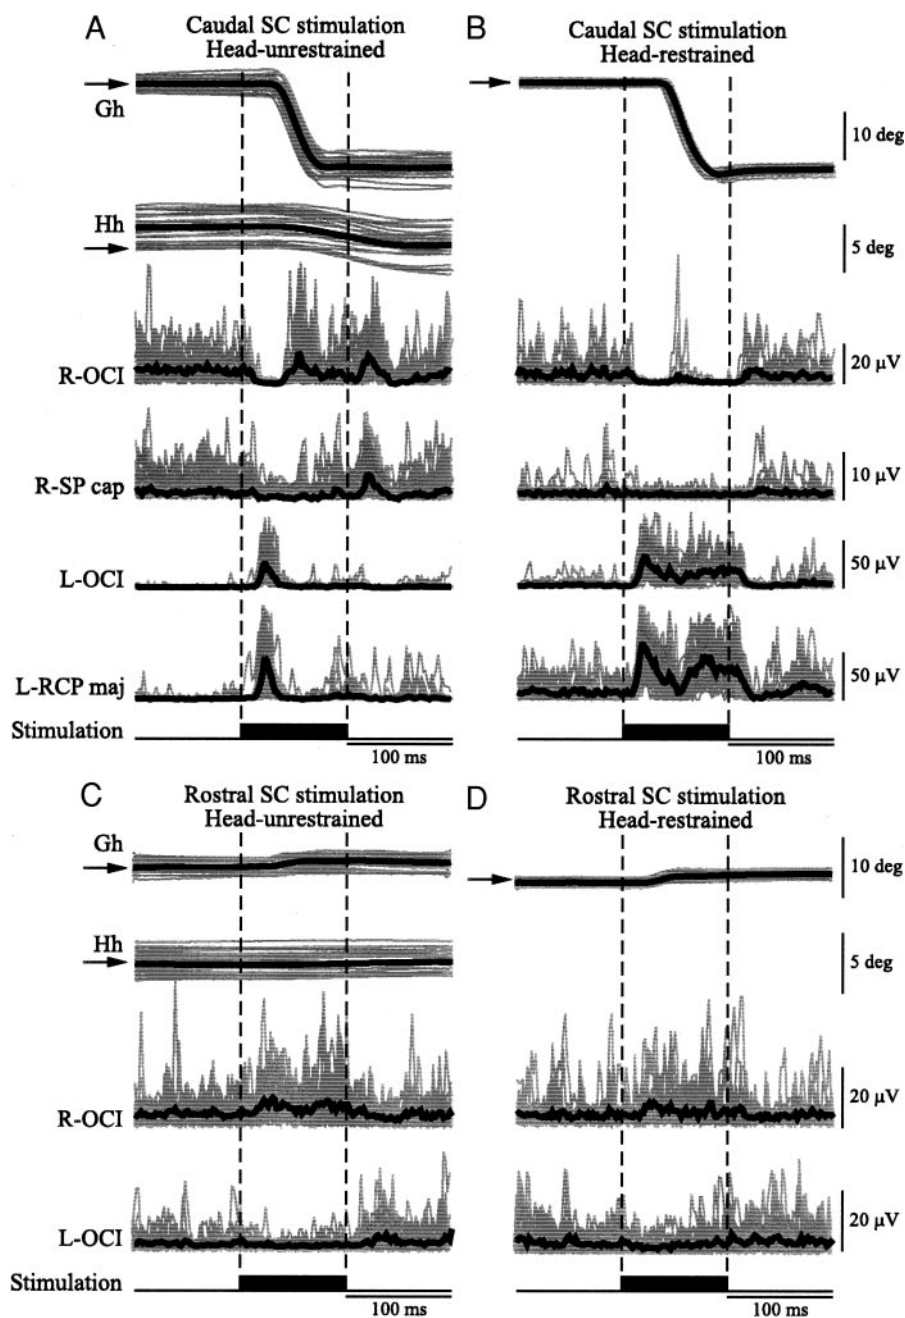 A
Caudal SC stimulation
Head-unrestrained
Gh
Hh
R-OCI
R-SP cap
L-OCI
L-RCP maj
Stimulation
100 ms
B
Caudal SC stimulation
Head-restrained
10 deg
5 deg
20 µV
10 µV
50 µV
50 µV
100 ms
C
Rostral SC stimulation
Head-unrestrained
Gh
Hh
R-OCI
L-OCI
Stimulation
100 ms
D
Rostral SC stimulation
Head-restrained
10 deg
5 deg
20 µV
20 µV
100 ms